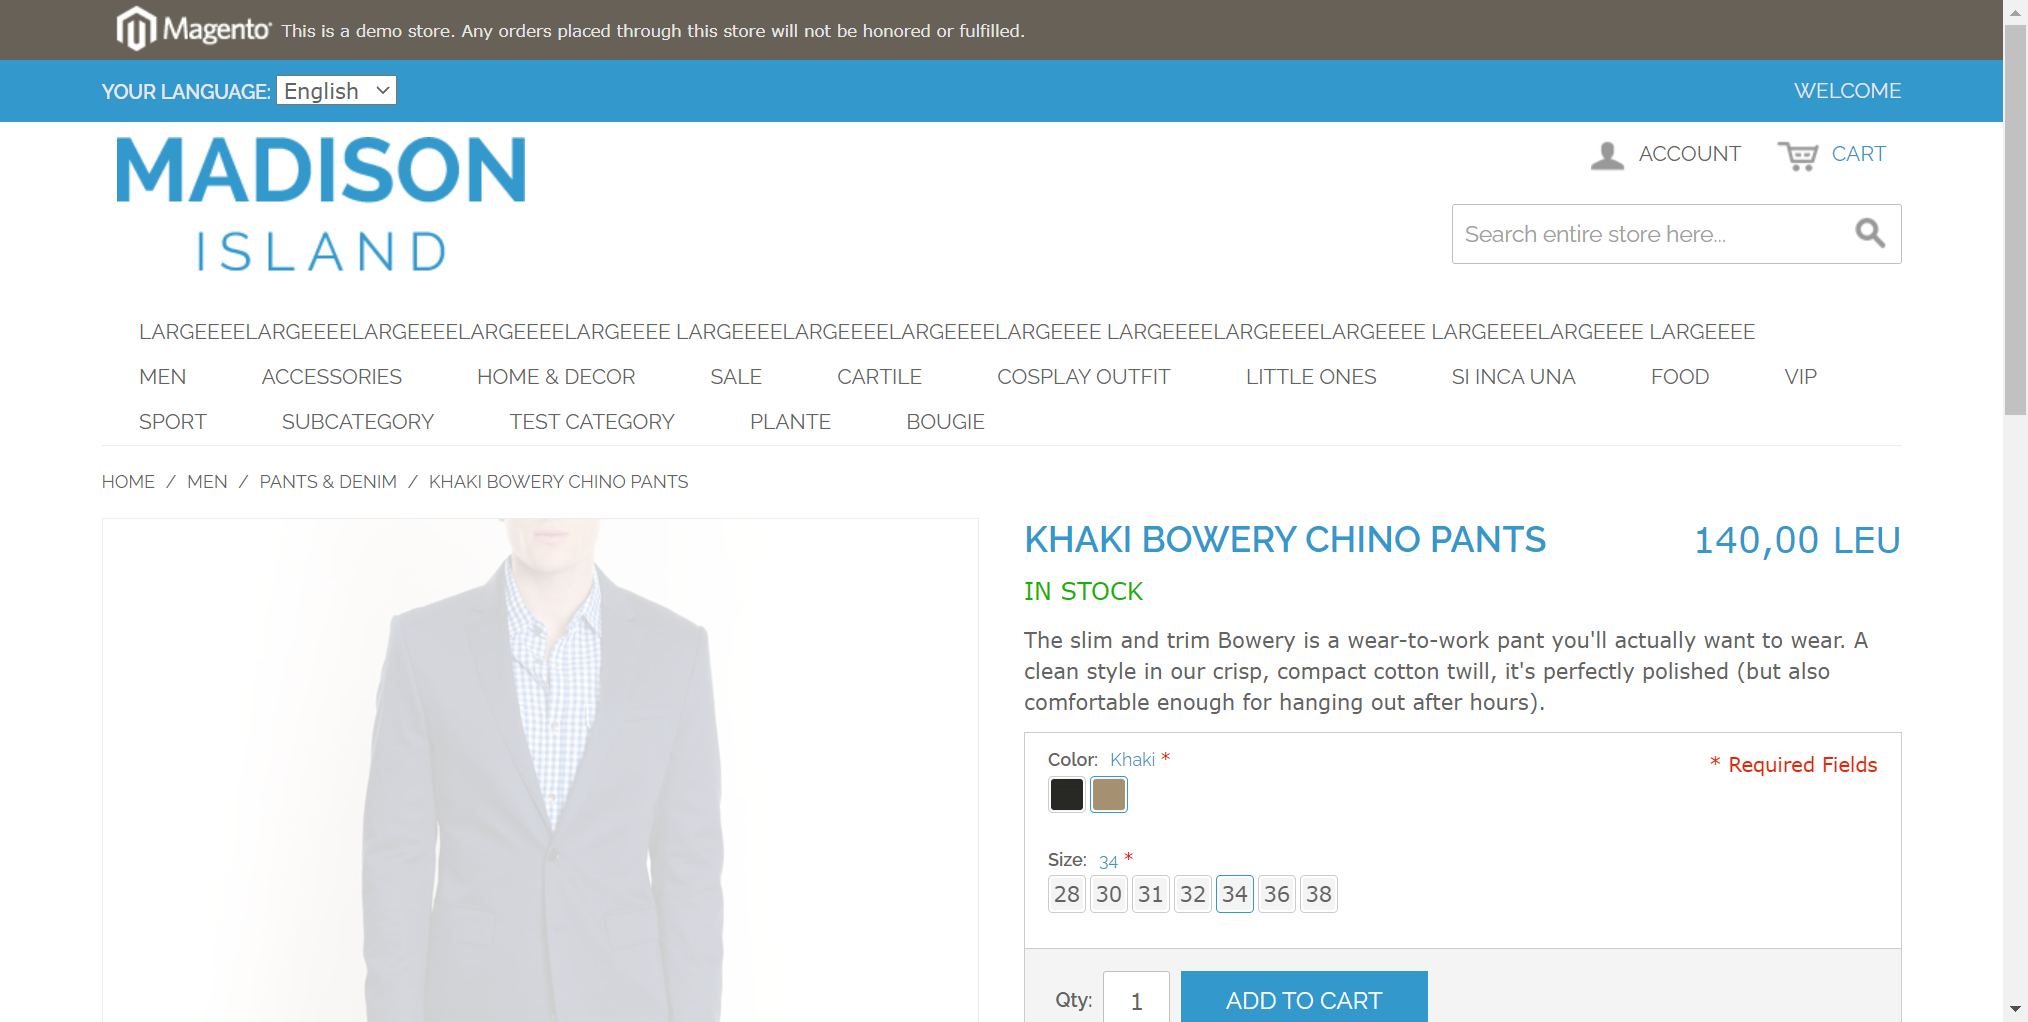 Magento® This is a demo store. Any orders placed through this store will not be honored or fulfilled.
YOUR LANGUAGE: English WELCOME
MADISON
ISLAND
ACCOUNT CART
Search entire store here...
LARGEEEELARGEEEELARGEEEELARGEEEELARGEEEE LARGEEEELARGEEEELARGEEEELARGEEEE LARGEEEELARGEEEELARGEEEE LARGEEEELARGEEEE LARGEEEE
MEN ACCESSORIES HOME & DECOR SALE CARTILE COSPLAY OUTFIT LITTLE ONES SI INCA UNA FOOD VIP
SPORT SUBCATEGORY TEST CATEGORY PLANTE BOUGIE
HOME / MEN / PANTS & DENIM / KHAKI BOWERY CHINO PANTS
KHAKI BOWERY CHINO PANTS 140,00 LEU
IN STOCK
The slim and trim Bowery is a wear-to-work pant you'll actually want to wear. A
clean style in our crisp, compact cotton twill, it's perfectly polished (but also
comfortable enough for hanging out after hours).
Color: Khaki *
* Required Fields
Size: 34 *
28 30 31 32 34 36 38
Qty: 1 ADD TO CART